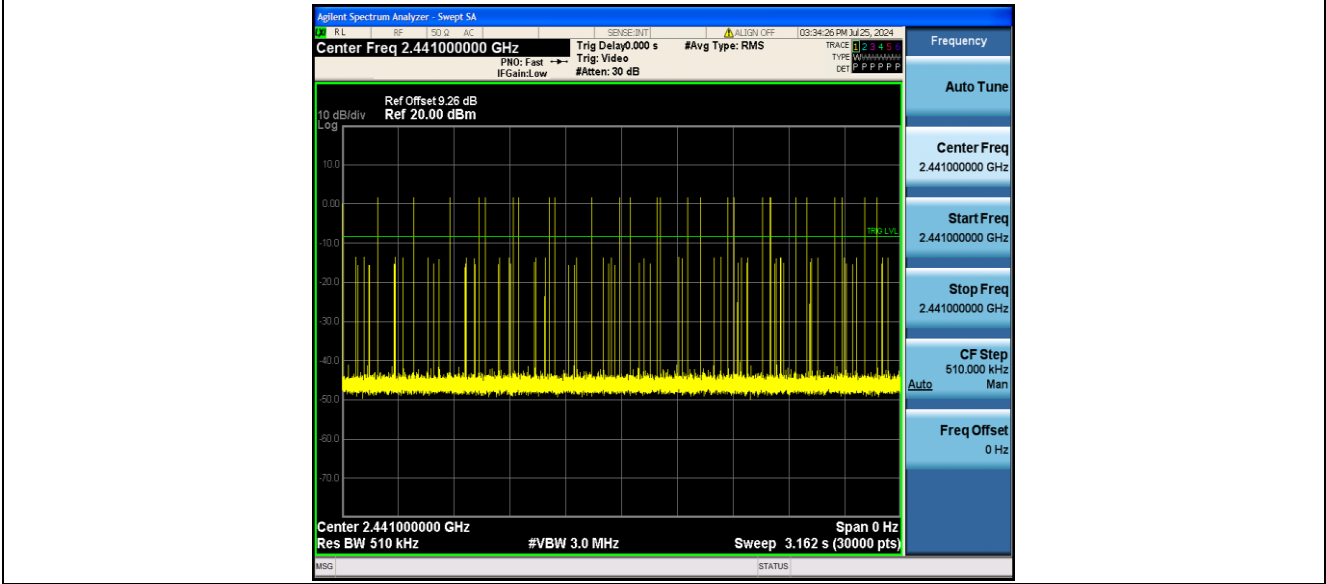 Agilent Spectrum Analyzer - Swept SA
RL RF 50 Ω AC SENSE:INT ALIGN OFF 03:34:26 PM Jul 25, 2024
Center Freq 2.441000000 GHz Trig Delay0.000 s #Avg Type: RMS TRACE 1 2 3 4 5 6
PNO: Fast Trig: Video TYPE
IFGain:Low #Atten: 30 dB DET P P P P P P
Ref Offset 9.26 dB
10 dB/div Ref 20.00 dBm
Log
10.0
0.00
TRIG LVL
-10.0
-20.0
-30.0
-40.0
-50.0
-60.0
-70.0
Center 2.441000000 GHz Span 0 Hz
Res BW 510 kHz #VBW 3.0 MHz Sweep 3.162 s (30000 pts)
MSG STATUS
Frequency
Auto Tune
Center Freq
2.441000000 GHz
Start Freq
2.441000000 GHz
Stop Freq
2.441000000 GHz
CF Step
510.000 kHz
Auto Man
Freq Offset
0 Hz